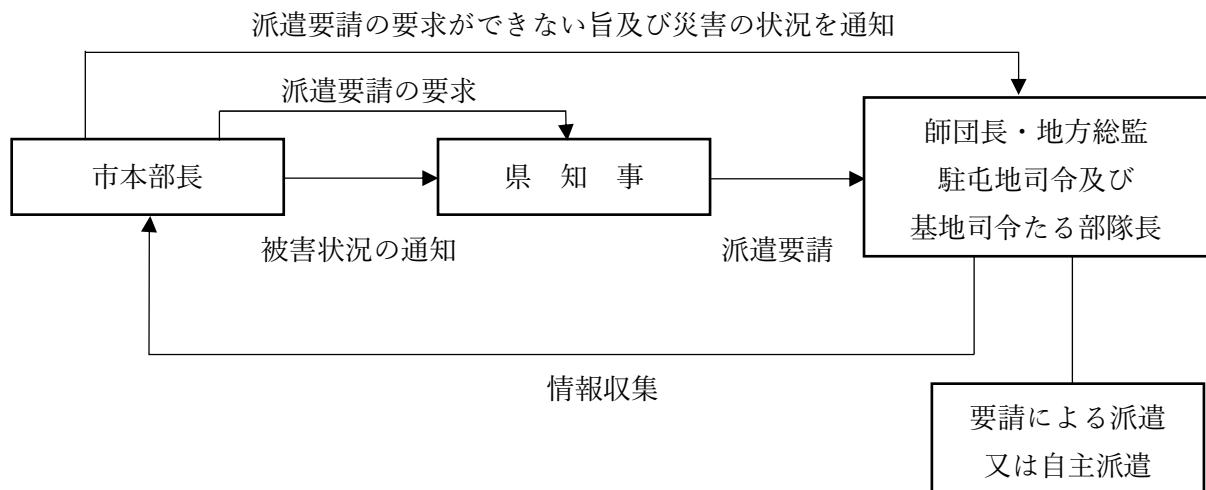 派遣要請の要求ができない旨及び災害の状況を通知
派遣要請の要求
市本部長
県　知　事
師団長・地方総監
駐屯地司令及び
基地司令たる部隊長
被害状況の通知
派遣要請
情報収集
要請による派遣
又は自主派遣